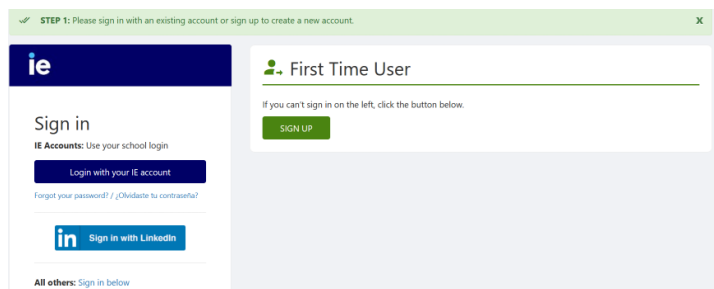 STEP 1: Please sign in with an existing account or sign up to create a new account.
X
ie
Sign in
IE Accounts: Use your school login
Login with your IE account
Forgot your password? / ¿Olvidaste tu contraseña?
in Sign in with LinkedIn
All others: Sign in below
First Time User
If you can't sign in on the left, click the button below.
SIGN UP